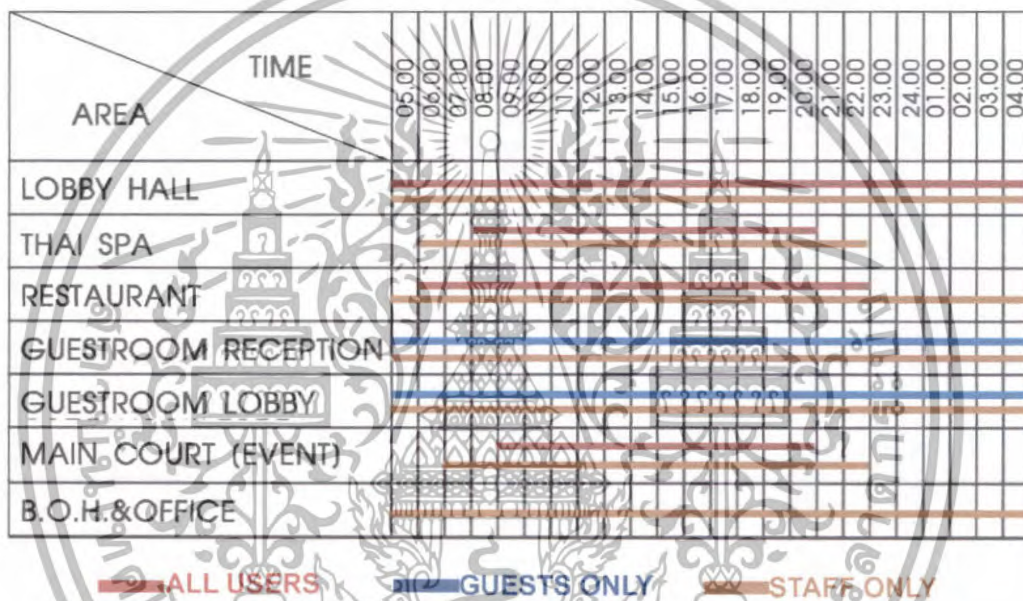 TIME
AREA
05.00 06.00 07.00 08.00 09.00 10.00 11.00 12.00 13.00 14.00 15.00 16.00 17.00 18.00 19.00 20.00 21.00 22.00 23.00 24.00 01.00 02.00 03.00 04.00
LOBBY HALL
THAI SPA
RESTAURANT
GUESTROOM RECEPTION
GUESTROOM LOBBY
MAIN COURT (EVENT)
B.O.H.&OFFICE
ALL USERS GUESTS ONLY STAFF ONLY